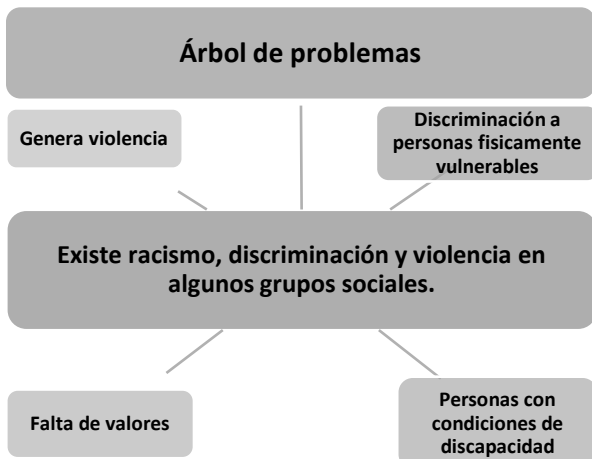 Árbol de problemas
Genera violencia
Discriminación a
personas fisicamente
vulnerables
Existe racismo, discriminación y violencia en
algunos grupos sociales.
Falta de valores
Personas con
condiciones de
discapacidad